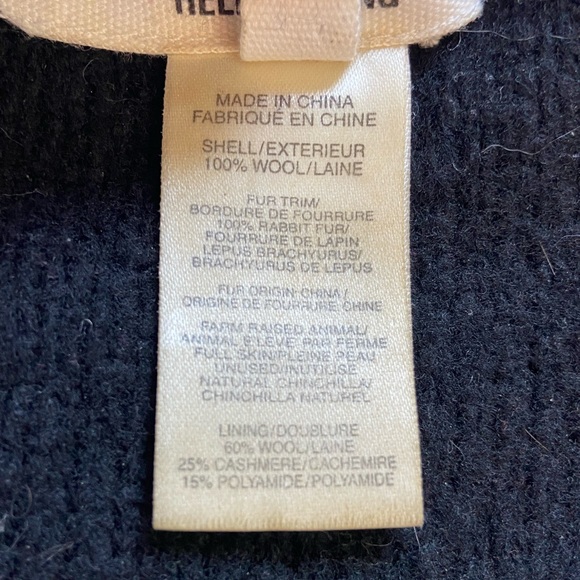 MADE IN CHINA
FABRIQUÉ EN CHINE
SHELL/EXTERIEUR
100% WOOL/LAINE
FUR TRIM/
BORDURE DE FOURRURE
100% RABBIT FUR/
FOURRURE DE LAPIN
LEPUS BRACHYURUS/
BRACHYURUS DE LEPUS
FUR ORIGIN-CHINA/
ORIGINE DE FOURRURE:CHINE
FARM RAISED ANIMAL/
ANIMAL ELEVÉ PAR FERME
FULL SKIN/PLEINE PEAU
UNUSED/INUTILISE
NATURAL CHINCHILLA/
CHINCHILLA NATUREL
LINING/DOUBLURE
60% WOOL/LAINE
25% CASHMERE/CACHEMIRE
15% POLYAMIDE/POLYAMIDE